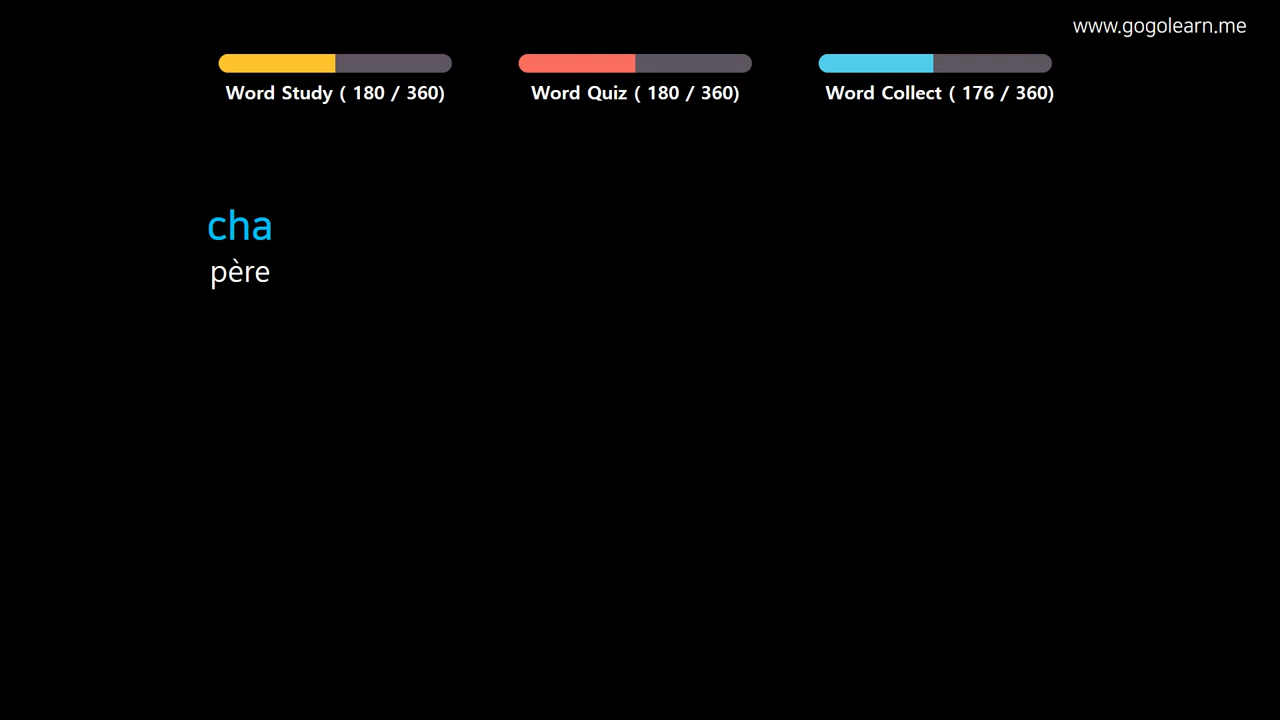 www.gogolearn.me
Word Study ( 180 / 360)
Word Quiz ( 180 / 360)
Word Collect ( 176 / 360)
cha
père